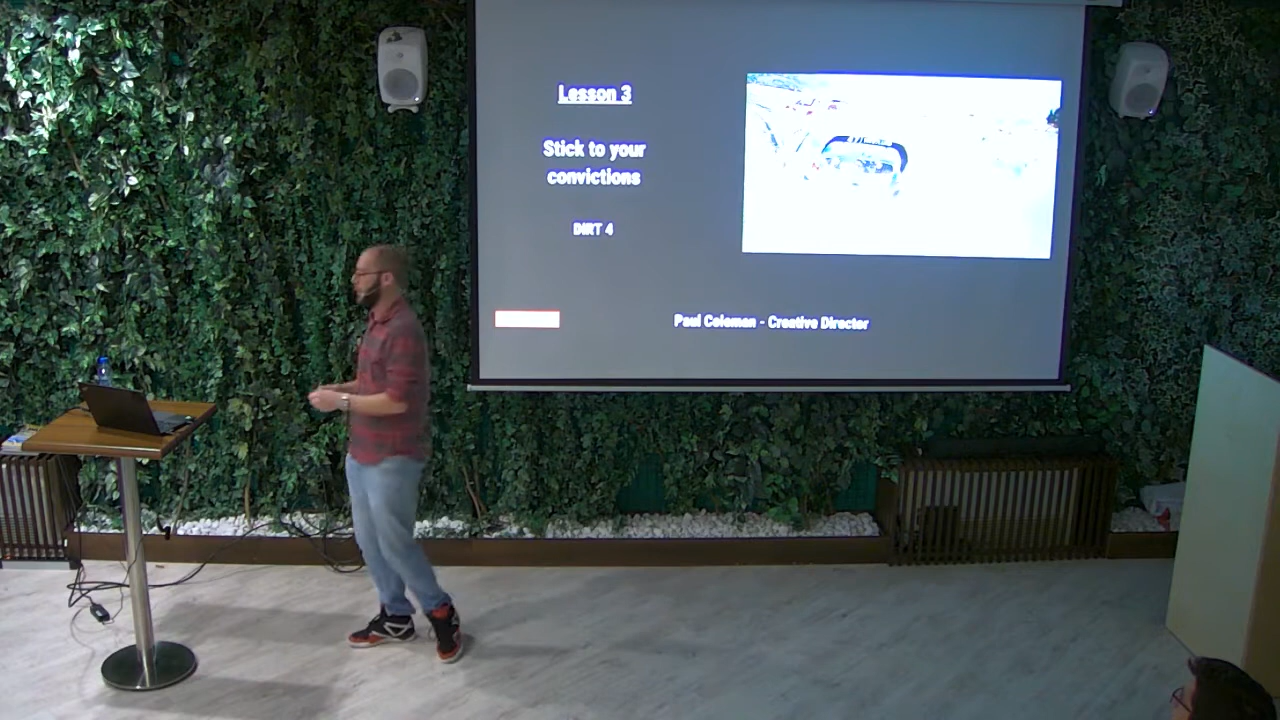 Lesson 3
Stick to your
convictions
DIRT 4
Paul Coleman - Creative Director